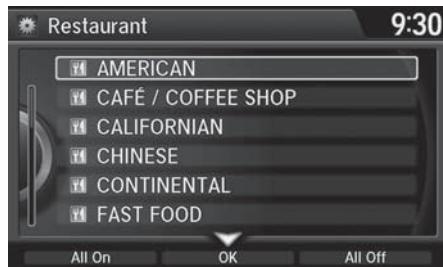 Restaurant 9:30
AMERICAN
CAFÉ / COFFEE SHOP
CALIFORNIAN
CHINESE
CONTINENTAL
FAST FOOD
All On OK All Off